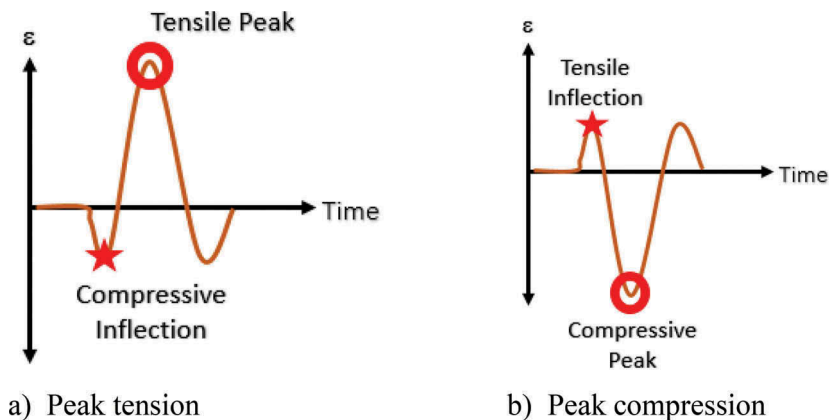 Tensile Peak
ε
Time
Compressive
Inflection
a) Peak tension
ε
Tensile
Inflection
Time
Compressive
Peak
b) Peak compression